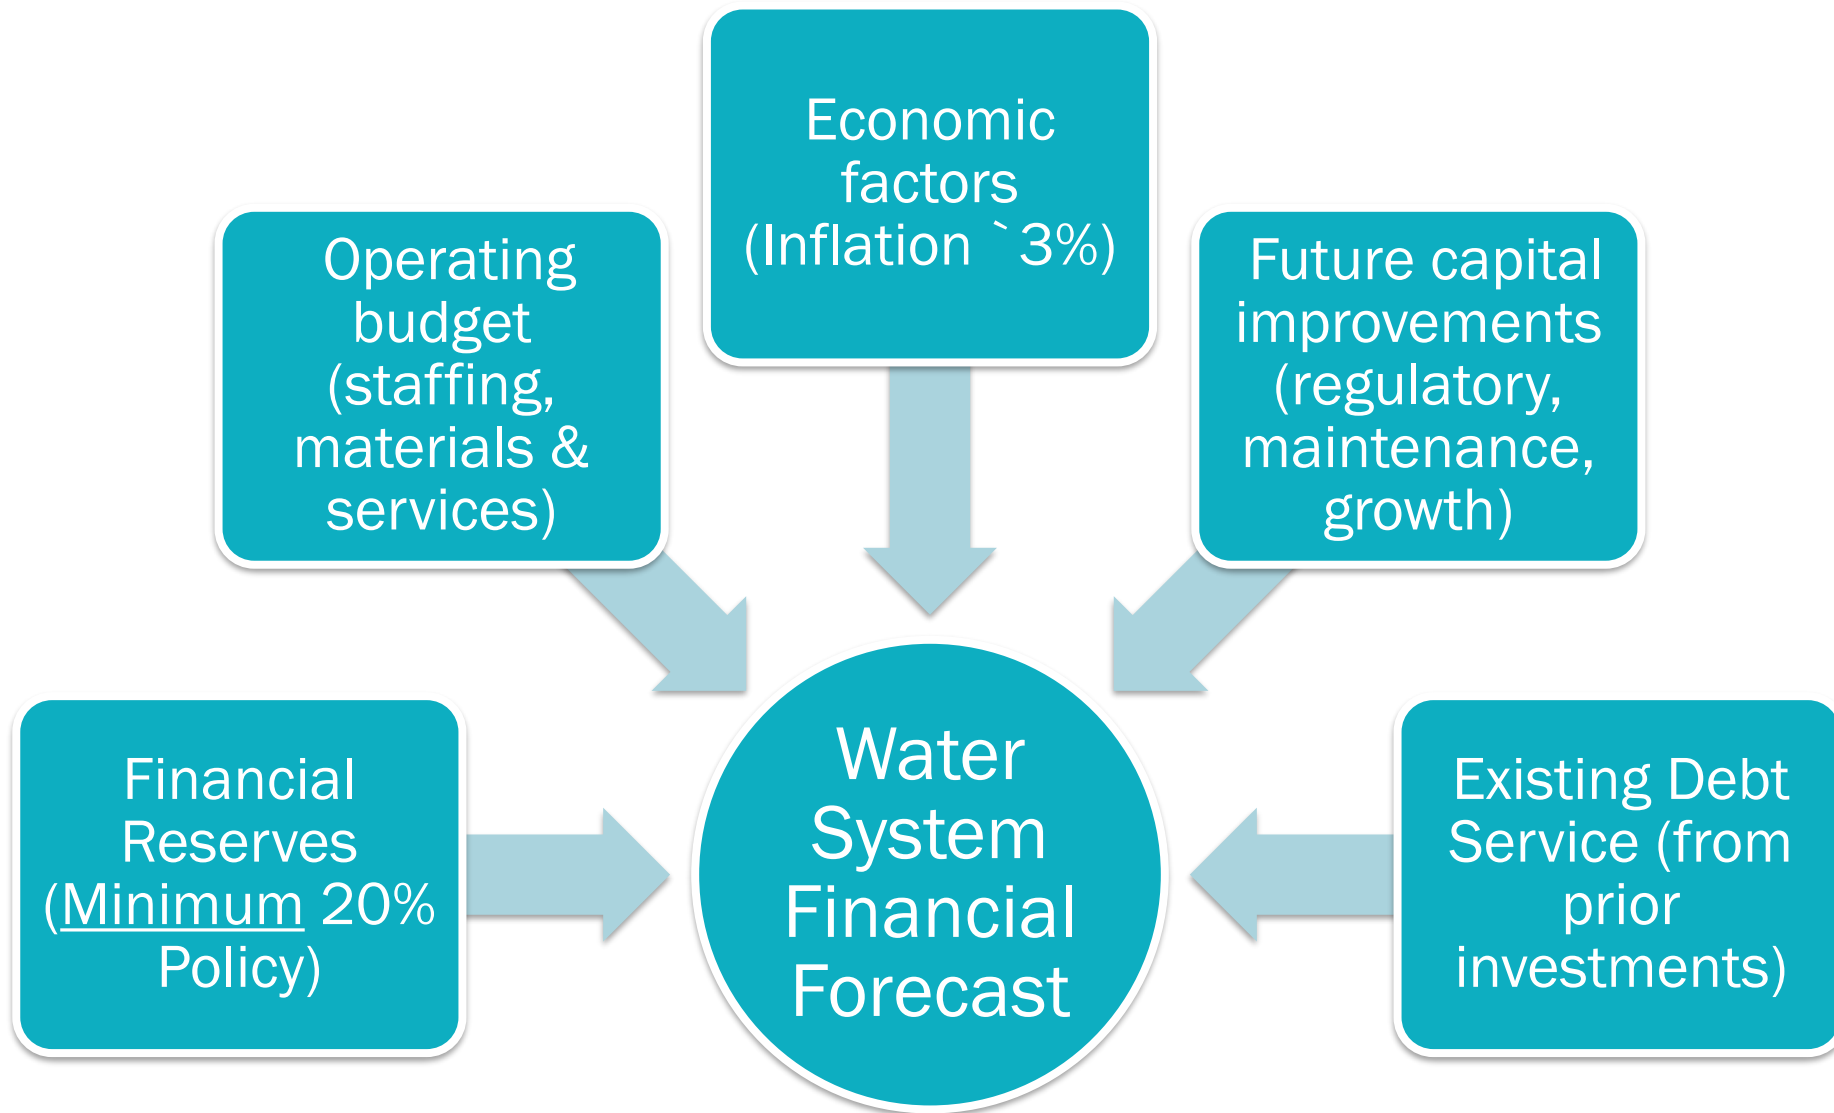 Economic
factors
(Inflation `3%)
Operating
budget
(staffing,
materials &
services)
Future capital
improvements
(regulatory,
maintenance,
growth)
Financial
Reserves
(Minimum 20%
Policy)
Water
System
Financial
Forecast
Existing Debt
Service (from
prior
investments)